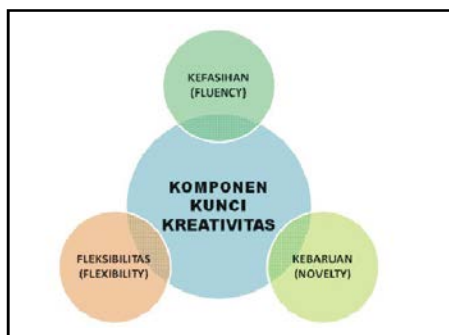 KEFASIHAN
(FLUENCY)
KOMPONEN
KUNCI
KREATIVITAS
FLEKSIBILITAS
(FLEXIBILITY)
KEBARUAN
(NOVELTY)